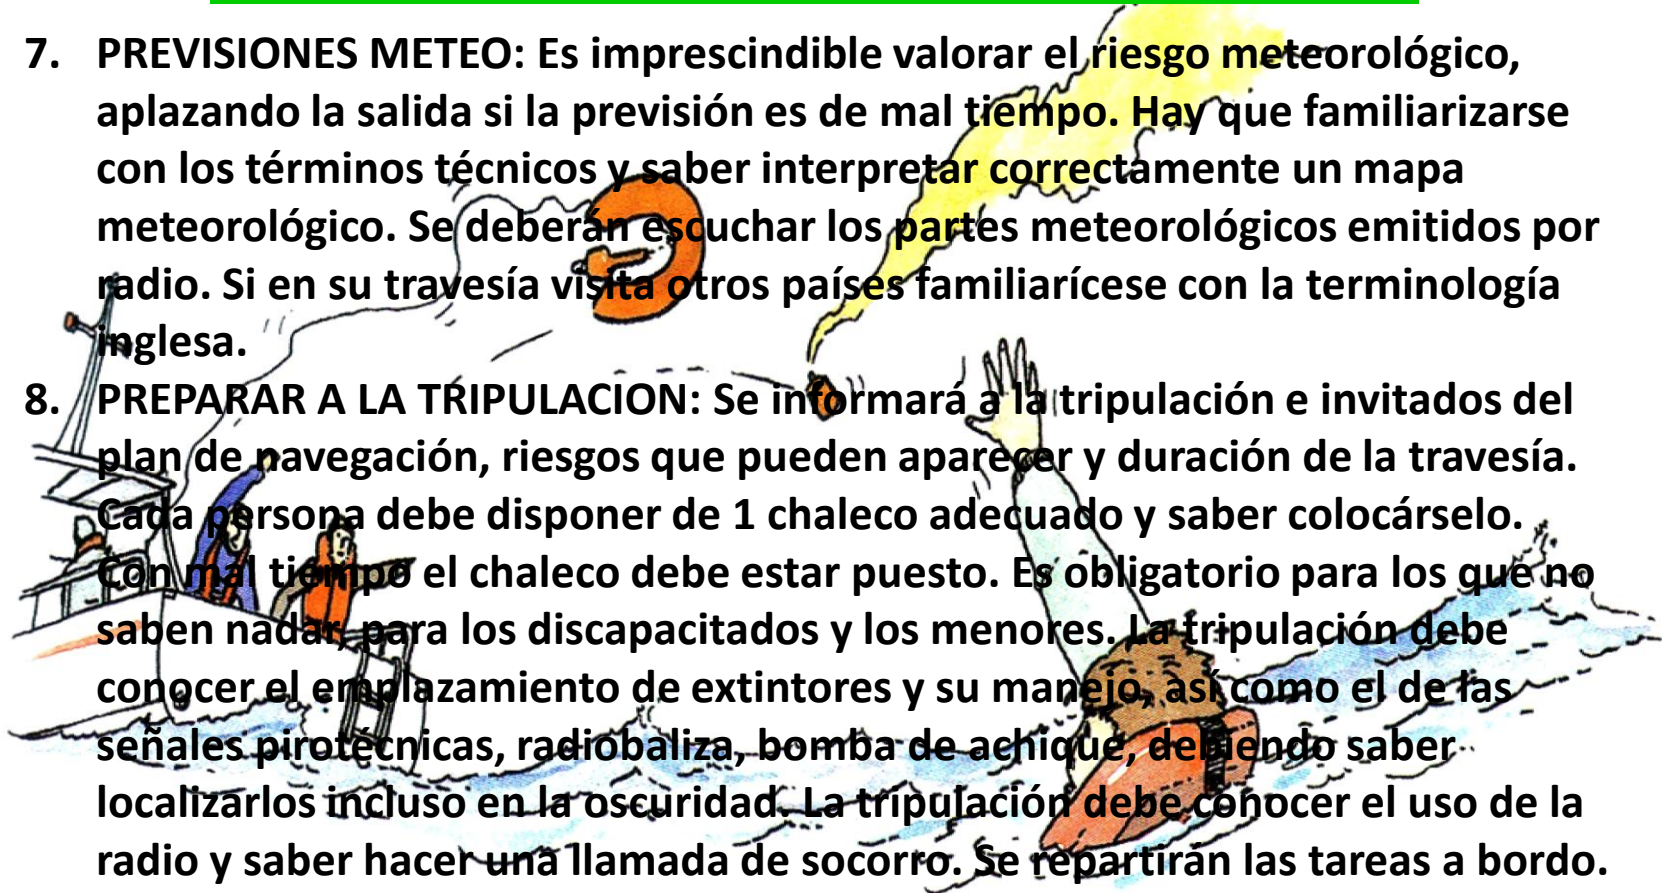 7. PREVISIONES METEO: Es imprescindible valorar el riesgo meteorológico,
aplazando la salida si la previsión es de mal tiempo. Hay que familiarizarse
con los términos técnicos y saber interpretar correctamente un mapa
meteorológico. Se deberán escuchar los partes meteorológicos emitidos por
radio. Si en su travesía visita otros países familiarícese con la terminología
inglesa.
8. PREPARAR A LA TRIPULACION: Se informará a la tripulación e invitados del
plan de navegación, riesgos que pueden aparecer y duración de la travesía.
Cada persona debe disponer de 1 chaleco adecuado y saber colocárselo.
Con mal tiempo el chaleco debe estar puesto. Es obligatorio para los que no
saben nadar, para los discapacitados y los menores. La tripulación debe
conocer el emplazamiento de extintores y su manejo, así como el de las
señales pirotécnicas, radiobaliza, bomba de achique, debiendo saber
localizarlos incluso en la oscuridad. La tripulación debe conocer el uso de la
radio y saber hacer una llamada de socorro. Se repartirán las tareas a bordo.